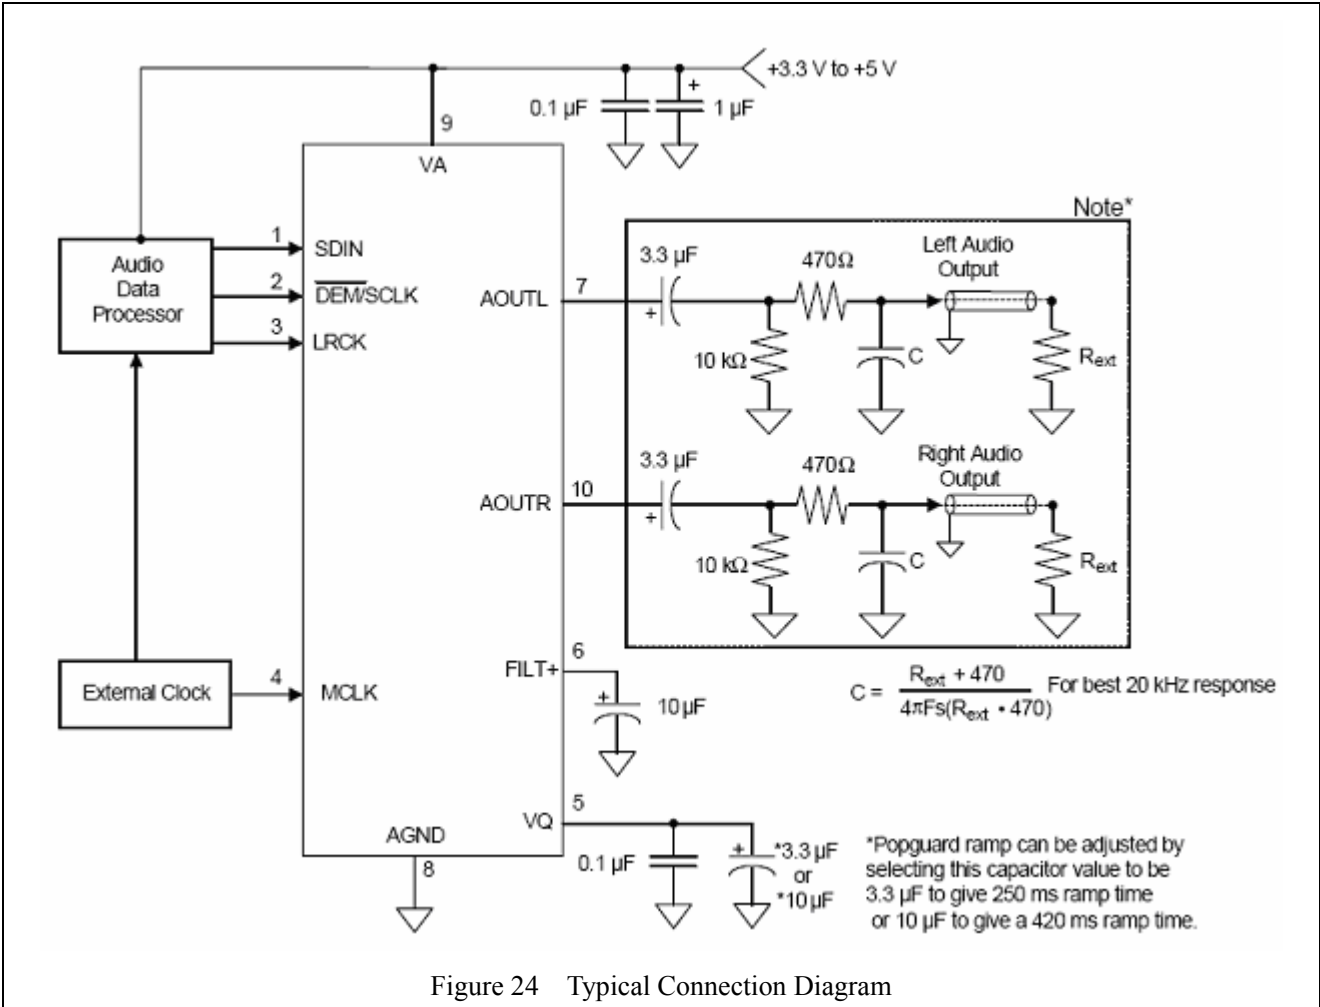 +3.3 V to +5 V
0.1 µF
+
1 µF
9
VA
Note*
Audio
Data
Processor
1
SDIN
2
DEM/SCLK
3
LRCK
AOUTL
7
3.3 µF
+
470Ω
Left Audio
Output
10 kΩ
C
Rext
AOUTR
10
3.3 µF
+
470Ω
Right Audio
Output
10 kΩ
C
Rext
External Clock
4
MCLK
FILT+
6
+
10 µF
C = Rext + 470
4πFs(Rext • 470)
For best 20 kHz response
VQ
5
0.1 µF
+
*3.3 µF
or
*10 µF
AGND
8
*Popguard ramp can be adjusted by
selecting this capacitor value to be
3.3 µF to give 250 ms ramp time
or 10 µF to give a 420 ms ramp time.
Figure 24 Typical Connection Diagram